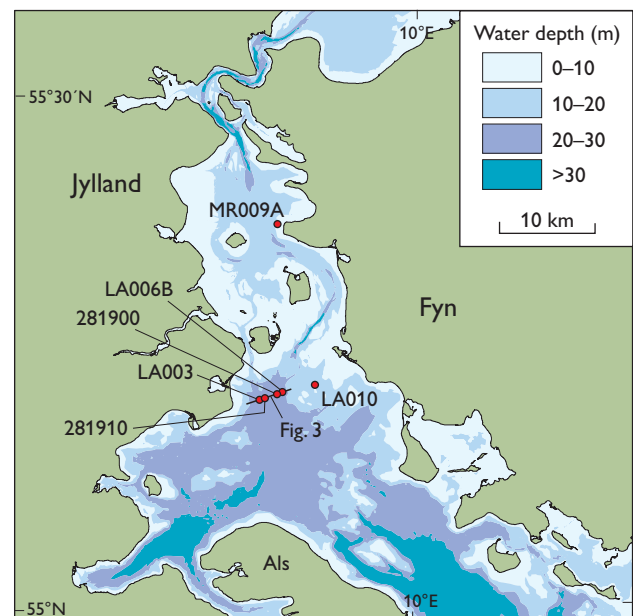 10°E
Water depth (m)
0–10
10–20
20–30
>30
10 km
55°30´N
Jylland
MR009A
LA006B
281900
Fyn
LA003
LA010
281910
Fig. 3
Als
55°N
10°E